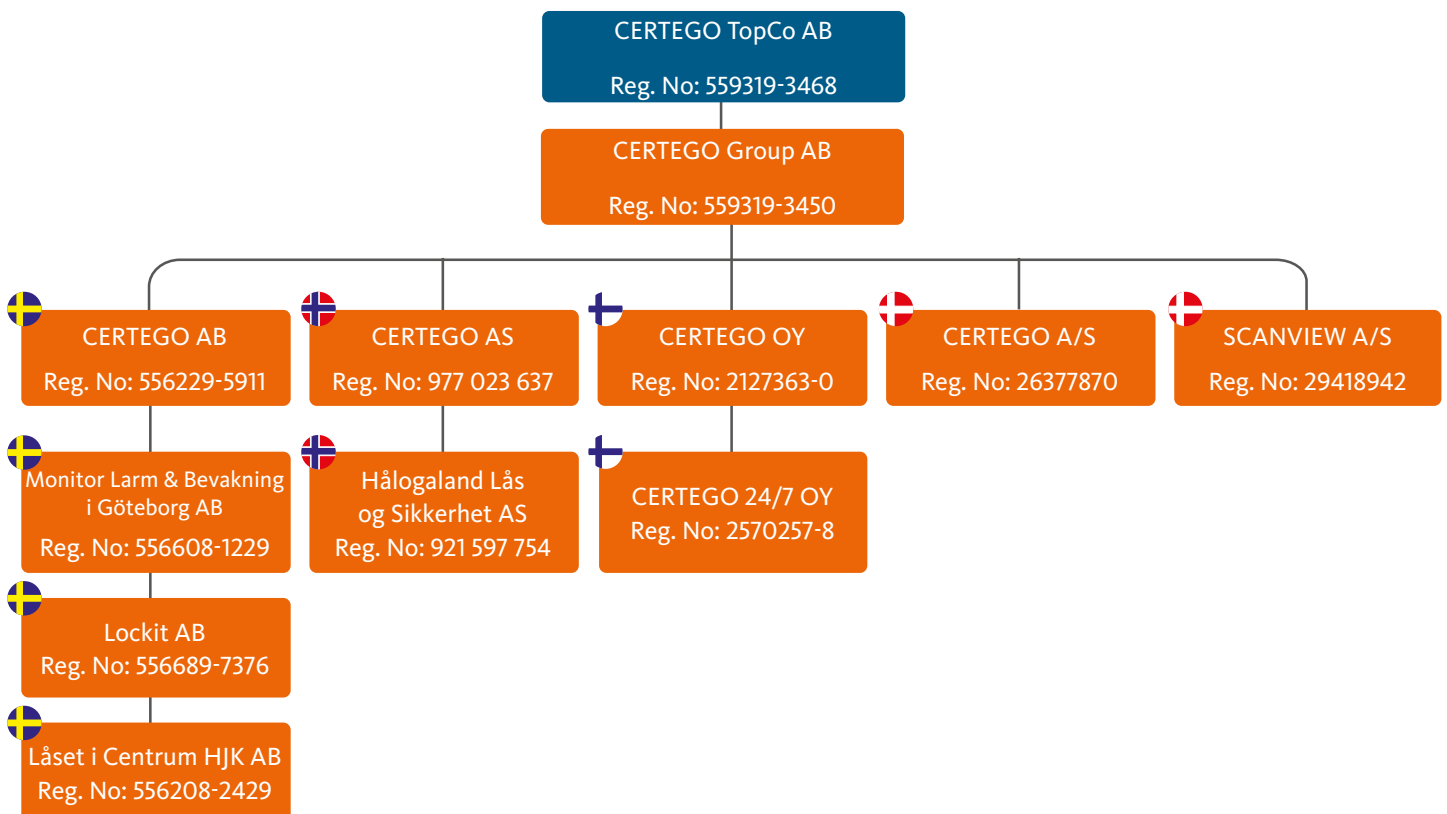 CERTEGO TopCo AB
Reg. No: 559319-3468
CERTEGO Group AB
Reg. No: 559319-3450
CERTEGO AB
Reg. No: 556229-5911
CERTEGO AS
Reg. No: 977 023 637
CERTEGO OY
Reg. No: 2127363-0
CERTEGO A/S
Reg. No: 26377870
SCANVIEW A/S
Reg. No: 29418942
Monitor Larm & Bevakning
i Göteborg AB
Reg. No: 556608-1229
Hålogaland Lås
og Sikkerhet AS
Reg. No: 921 597 754
CERTEGO 24/7 OY
Reg. No: 2570257-8
Lockit AB
Reg. No: 556689-7376
Låset i Centrum HJK AB
Reg. No: 556208-2429